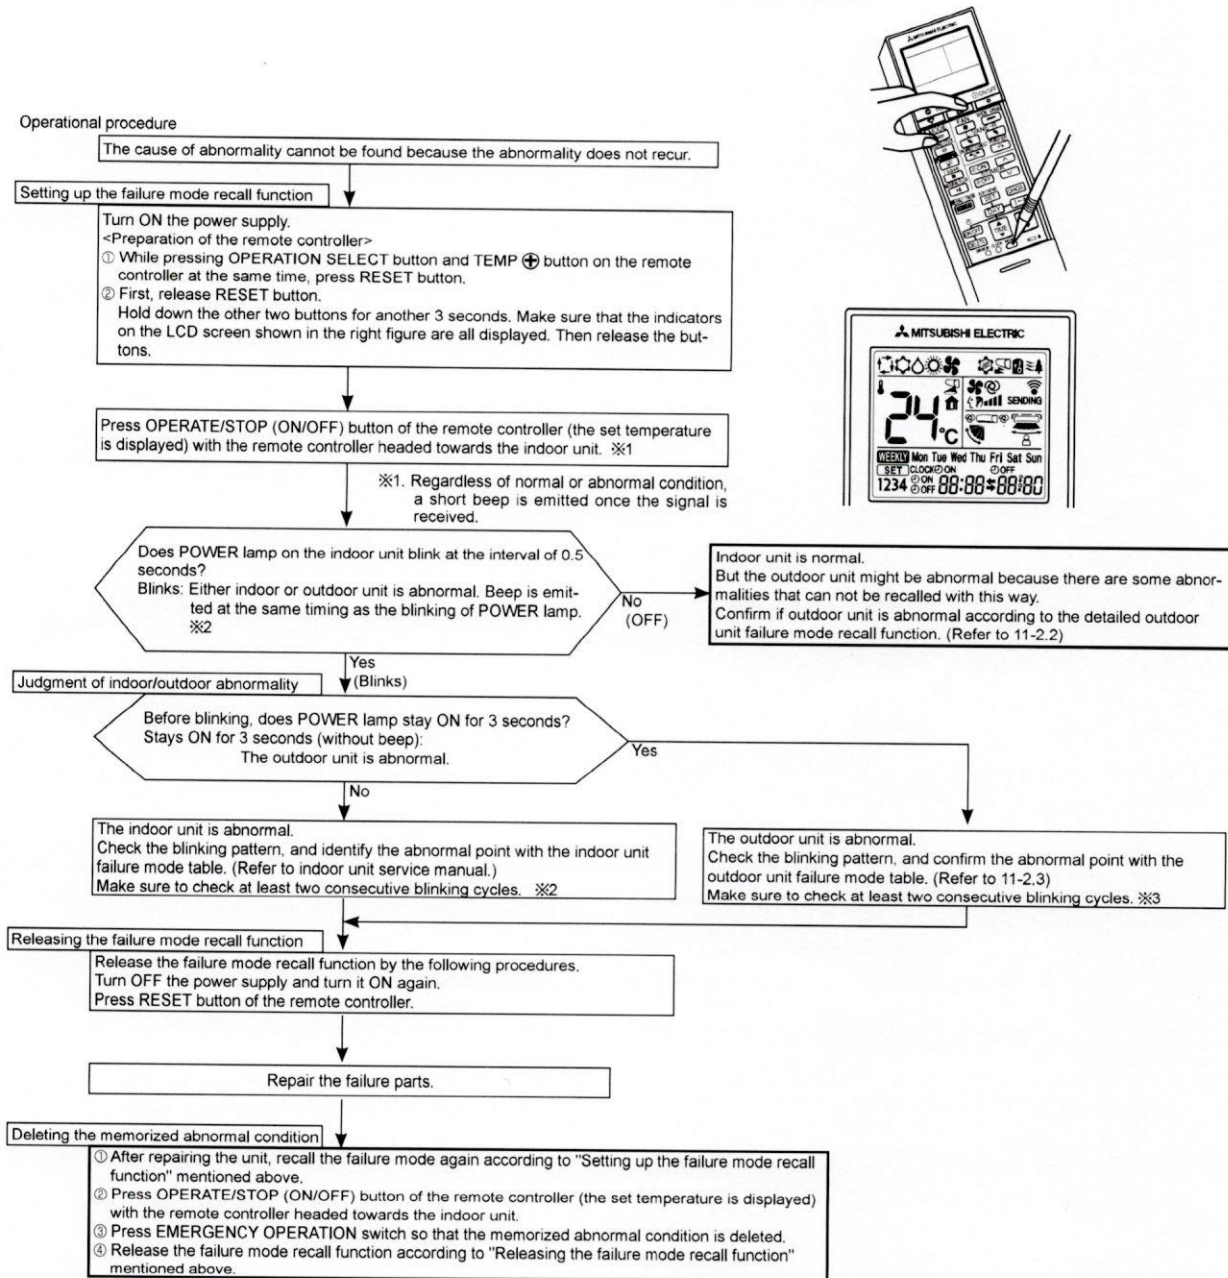 Operational procedure
The cause of abnormality cannot be found because the abnormality does not recur.
Setting up the failure mode recall function
Turn ON the power supply.
<Preparation of the remote controller>
① While pressing OPERATION SELECT button and TEMP ⊕ button on the remote
controller at the same time, press RESET button.
② First, release RESET button.
Hold down the other two buttons for another 3 seconds. Make sure that the indicators
on the LCD screen shown in the right figure are all displayed. Then release the but-
tons.
MITSUBISHI ELECTRIC
ON/OFF
MITSUBISHI ELECTRIC
24°C
SENDING
WEEKLY Mon Tue Wed Thu Fri Sat Sun
SET CLOCK ON OFF
1234 ON OFF 88:88 88:80
Press OPERATE/STOP (ON/OFF) button of the remote controller (the set temperature
is displayed) with the remote controller headed towards the indoor unit. ※1
※1. Regardless of normal or abnormal condition,
a short beep is emitted once the signal is
received.
Does POWER lamp on the indoor unit blink at the interval of 0.5
seconds?
Blinks: Either indoor or outdoor unit is abnormal. Beep is emit-
ted at the same timing as the blinking of POWER lamp.
※2
No
(OFF)
Indoor unit is normal.
But the outdoor unit might be abnormal because there are some abnor-
malities that can not be recalled with this way.
Confirm if outdoor unit is abnormal according to the detailed outdoor
unit failure mode recall function. (Refer to 11-2.2)
Yes
(Blinks)
Judgment of indoor/outdoor abnormality
Before blinking, does POWER lamp stay ON for 3 seconds?
Stays ON for 3 seconds (without beep):
The outdoor unit is abnormal.
Yes
No
The indoor unit is abnormal.
Check the blinking pattern, and identify the abnormal point with the indoor unit
failure mode table. (Refer to indoor unit service manual.)
Make sure to check at least two consecutive blinking cycles. ※2
The outdoor unit is abnormal.
Check the blinking pattern, and confirm the abnormal point with the
outdoor unit failure mode table. (Refer to 11-2.3)
Make sure to check at least two consecutive blinking cycles. ※3
Releasing the failure mode recall function
Release the failure mode recall function by the following procedures.
Turn OFF the power supply and turn it ON again.
Press RESET button of the remote controller.
Repair the failure parts.
Deleting the memorized abnormal condition
① After repairing the unit, recall the failure mode again according to "Setting up the failure mode recall
function" mentioned above.
② Press OPERATE/STOP (ON/OFF) button of the remote controller (the set temperature is displayed)
with the remote controller headed towards the indoor unit.
③ Press EMERGENCY OPERATION switch so that the memorized abnormal condition is deleted.
④ Release the failure mode recall function according to "Releasing the failure mode recall function"
mentioned above.